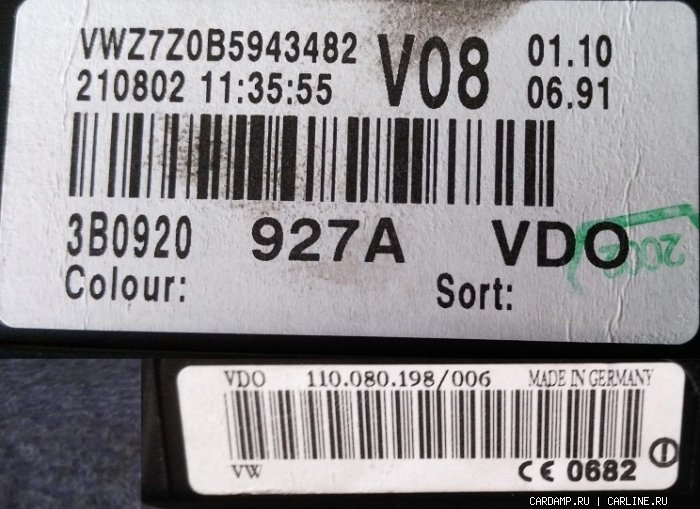 VWZ7Z0B5943482 V08 01.10
210802 11:35:55 06.91
3B0920 927A VDO
Colour: Sort:
VDO 110.080.198/006 MADE IN GERMANY
VW CE 0682
CARDAMP.RU | CARLINE.RU